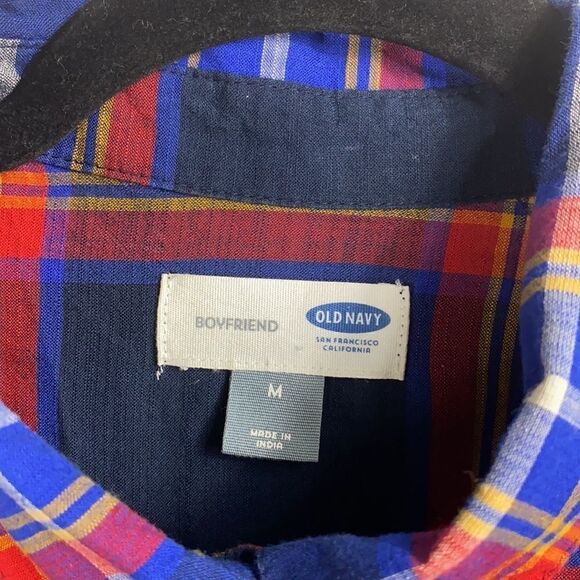 BOYFRIEND
OLD NAVY
SAN FRANCISCO
CALIFORNIA
M
MADE IN
INDIA